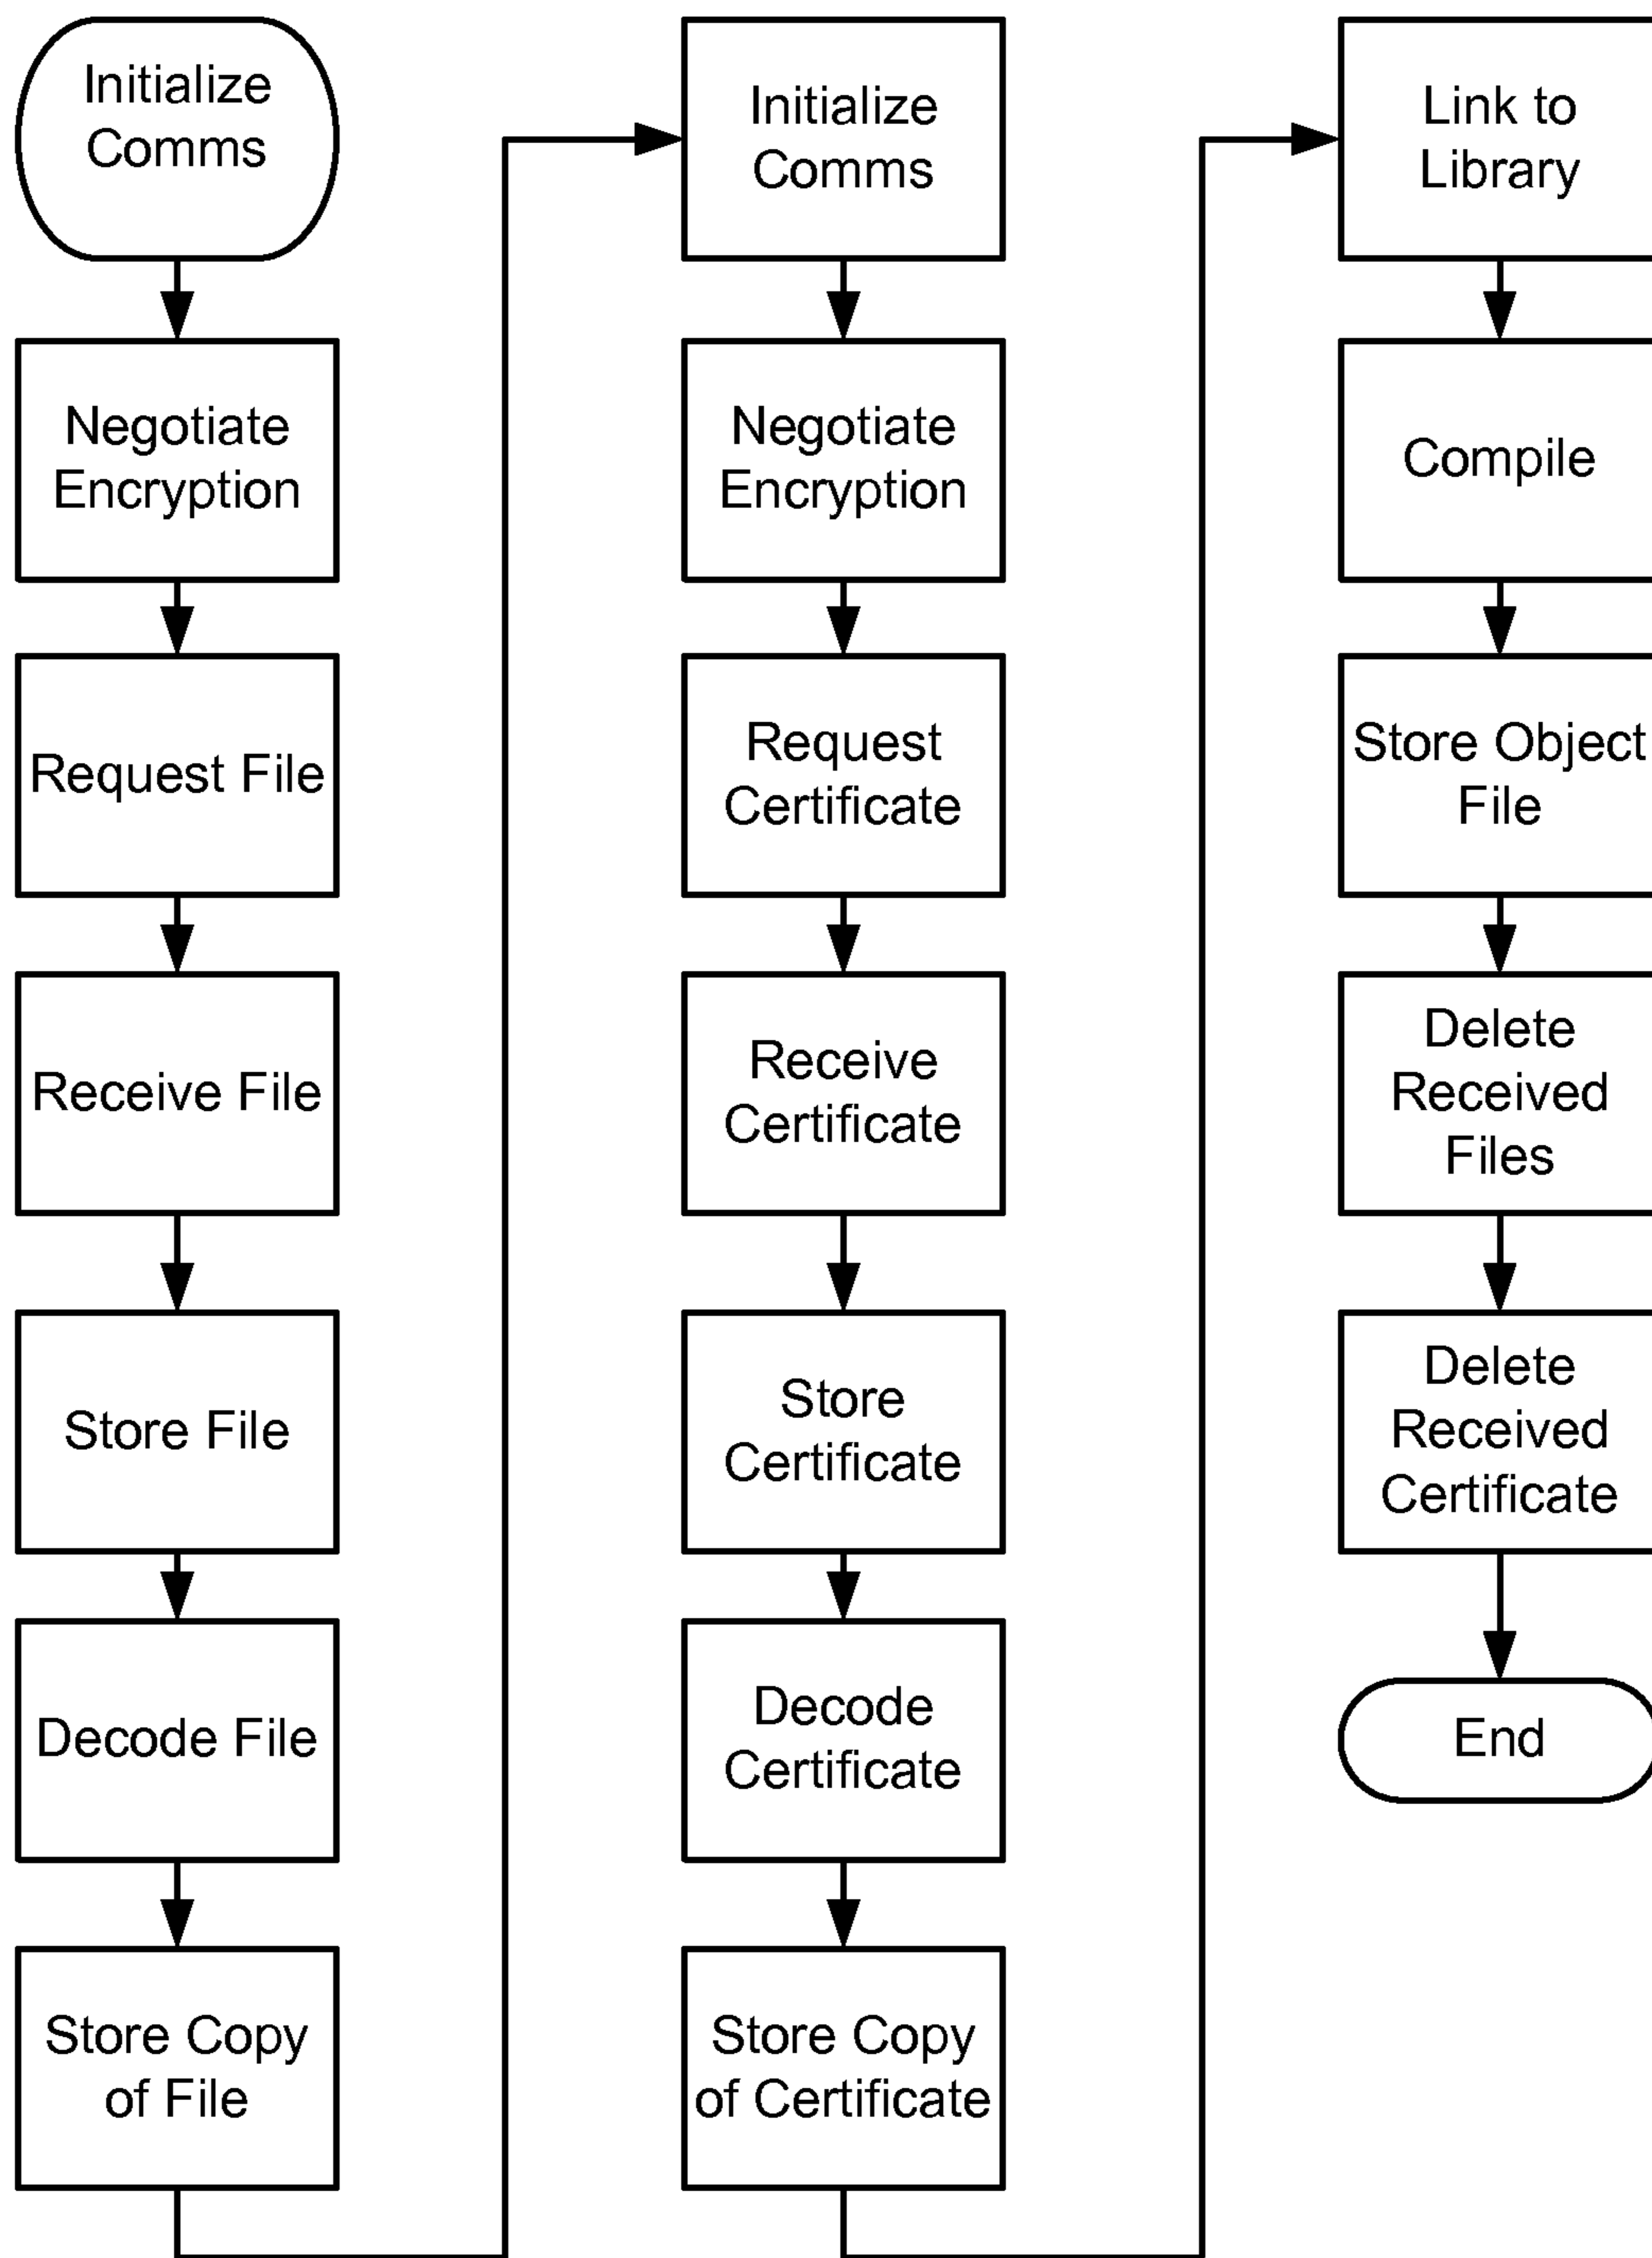 Initialize
Comms
Negotiate
Encryption
Request File
Receive File
Store File
Decode File
Store Copy
of File
Initialize
Comms
Negotiate
Encryption
Request
Certificate
Receive
Certificate
Store
Certificate
Decode
Certificate
Store Copy
of Certificate
Link to
Library
Compile
Store Object
File
Delete
Received
Files
Delete
Received
Certificate
End